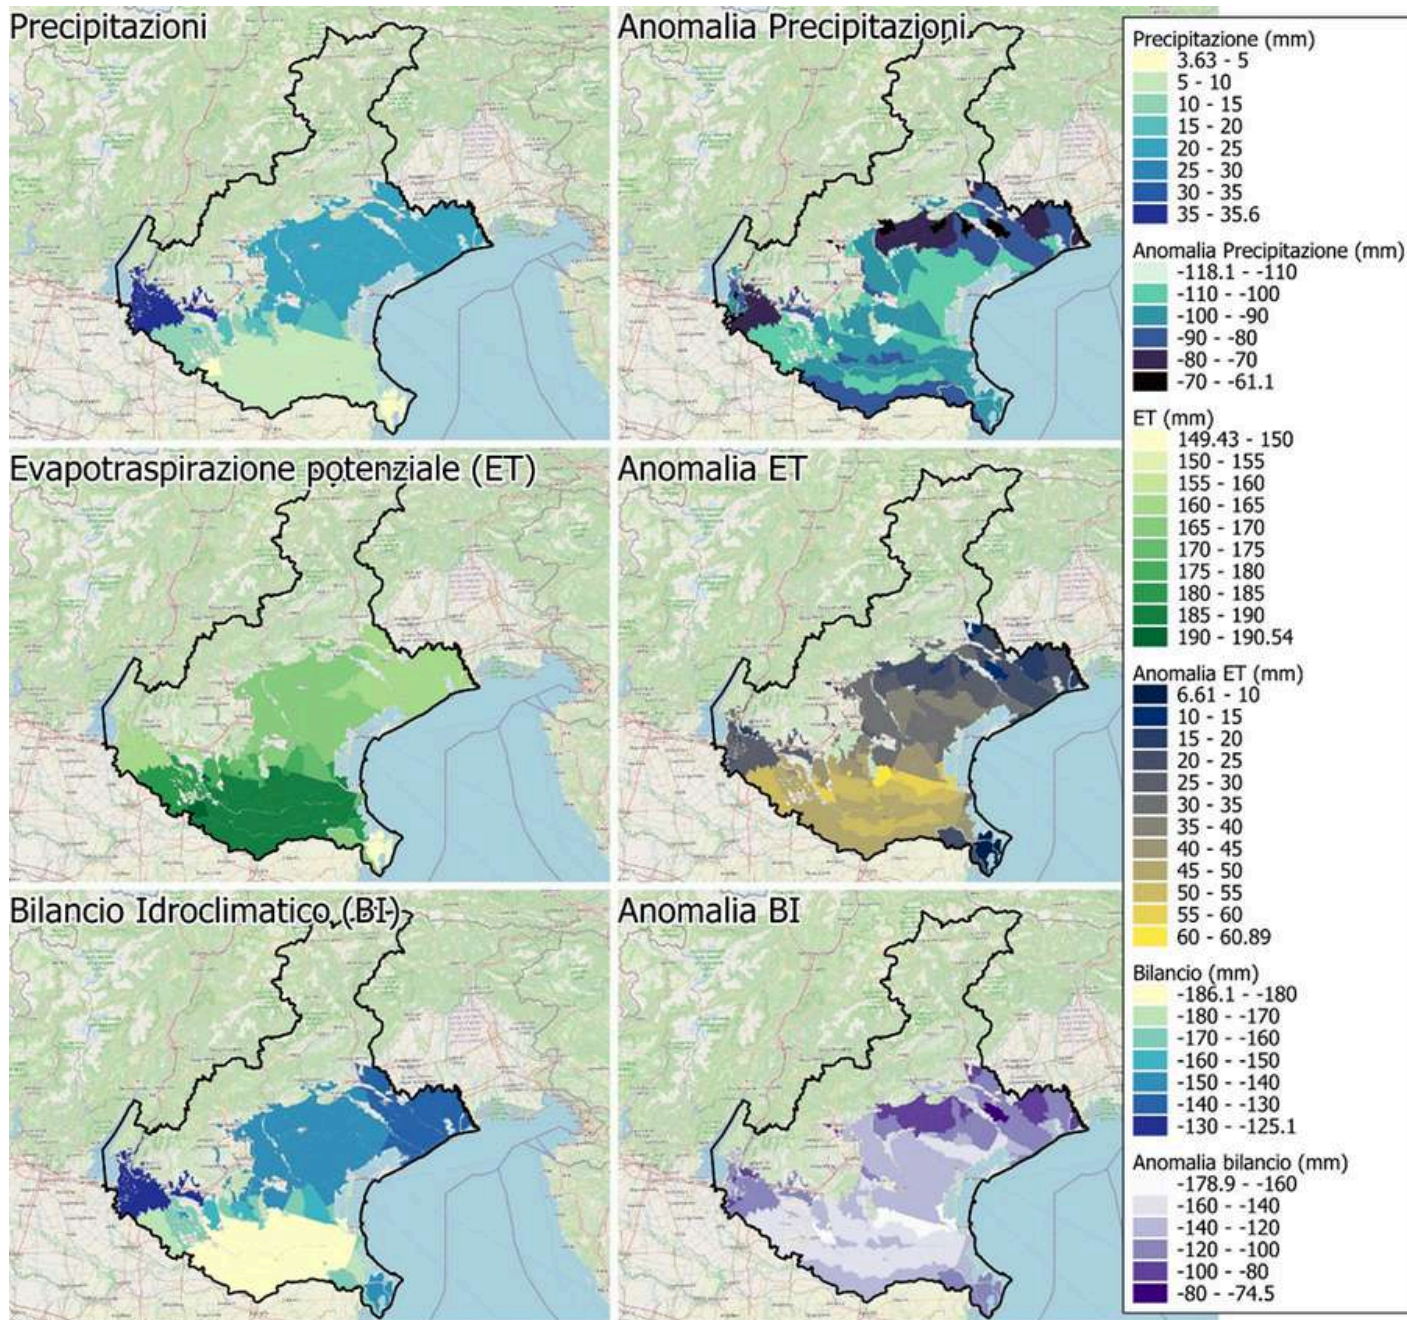 Precipitazioni
Anomalia Precipitazioni
Evapotraspirazione potenziale (ET)
Anomalia ET
Bilancio Idroclimatico (BI)
Anomalia BI
Precipitazione (mm)
3.63 - 5
5 - 10
10 - 15
15 - 20
20 - 25
25 - 30
30 - 35
35 - 35.6
Anomalia Precipitazione (mm)
-118.1 - -110
-110 - -100
-100 - -90
-90 - -80
-80 - -70
-70 - -61.1
ET (mm)
149.43 - 150
150 - 155
155 - 160
160 - 165
165 - 170
170 - 175
175 - 180
180 - 185
185 - 190
190 - 190.54
Anomalia ET (mm)
6.61 - 10
10 - 15
15 - 20
20 - 25
25 - 30
30 - 35
35 - 40
40 - 45
45 - 50
50 - 55
55 - 60
60 - 60.89
Bilancio (mm)
-186.1 - -180
-180 - -170
-170 - -160
-160 - -150
-150 - -140
-140 - -130
-130 - -125.1
Anomalia bilancio (mm)
-178.9 - -160
-160 - -140
-140 - -120
-120 - -100
-100 - -80
-80 - -74.5